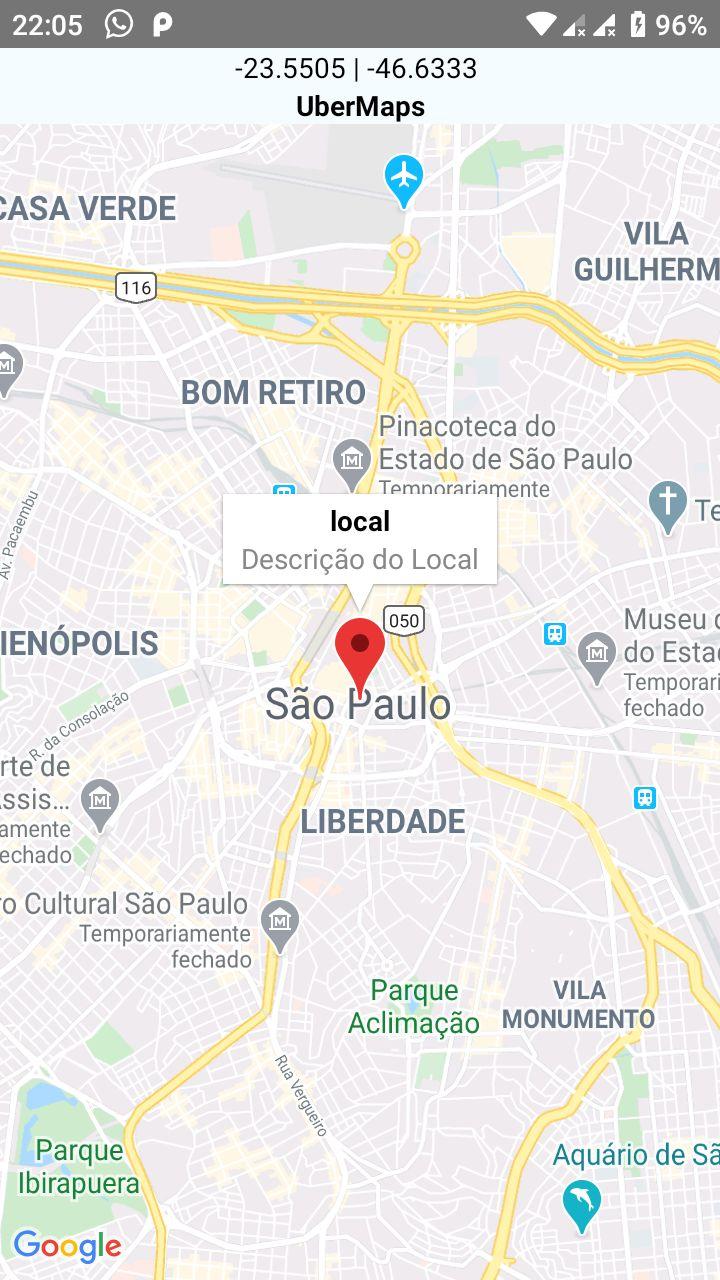 22:05
96%
-23.5505 | -46.6333
UberMaps
CASA VERDE
VILA
GUILHERM
116
BOM RETIRO
Pinacoteca do
Estado de São Paulo
Temporariamente
Te
Av. Pacaembu
local
Descrição do Local
050
IENÓPOLIS
Museu d
do Esta
Temporari
fechado
São Paulo
R. da Consolação
rte de
Assis...
amente
echado
LIBERDADE
ro Cultural São Paulo
Temporariamente
fechado
Parque
Aclimação
VILA
MONUMENTO
Rua Vergueiro
Parque
Ibirapuera
Aquário de Sã
Google